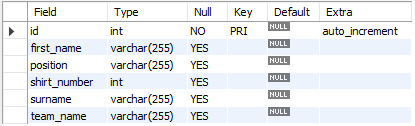 Field Type Null Key Default Extra
id int NO PRI NULL auto_increment
first_name varchar(255) YES NULL
position varchar(255) YES NULL
shirt_number int YES NULL
surname varchar(255) YES NULL
team_name varchar(255) YES NULL